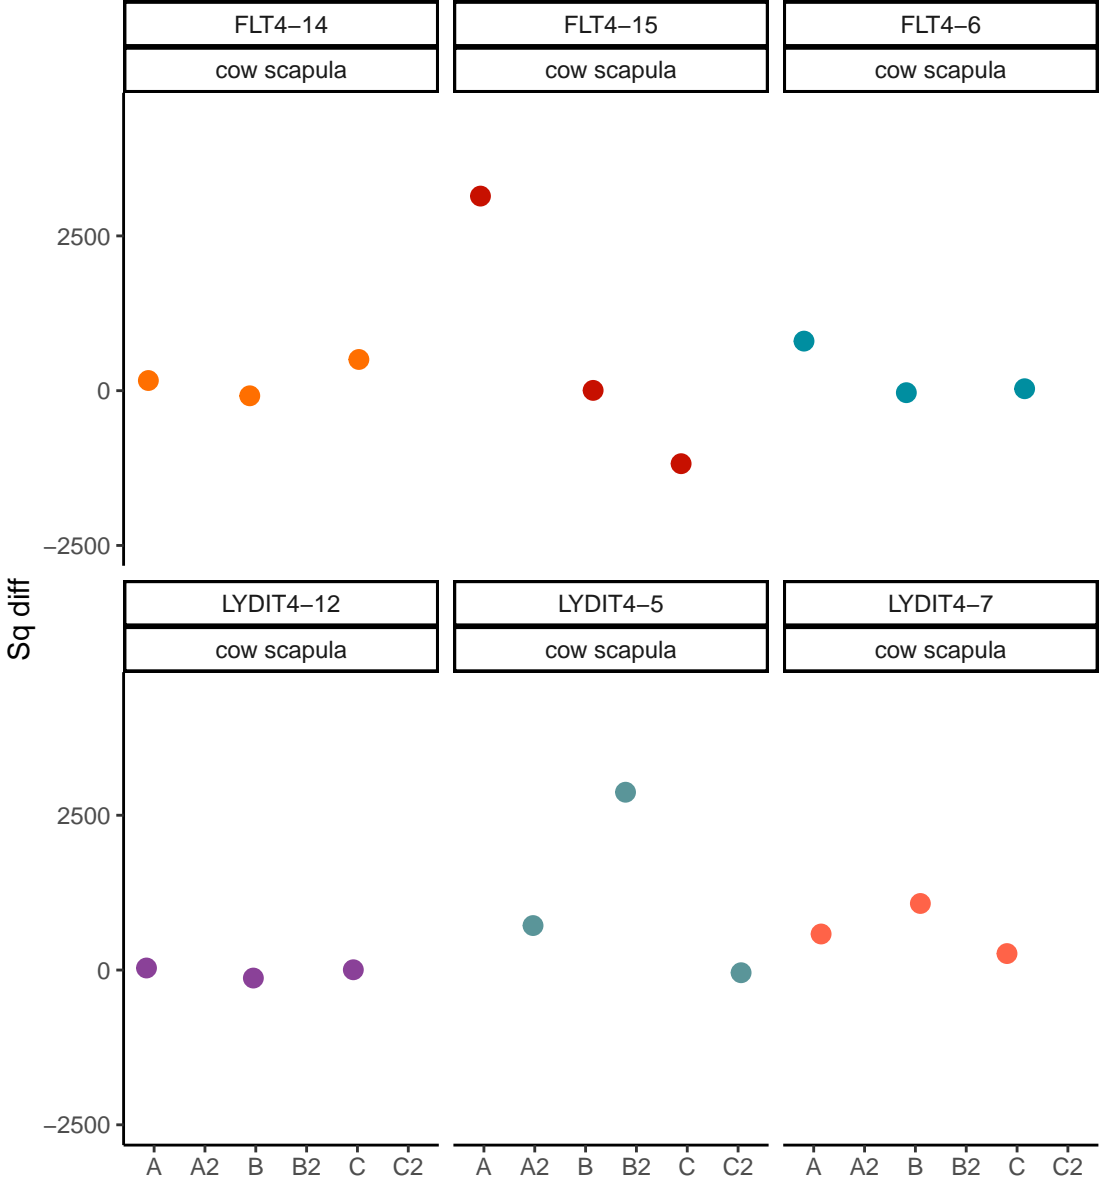 FLT4−14 FLT4−15 FLT4−6
cow scapula cow scapula cow scapula
2500
0
−2500
Sq diff
LYDIT4−12 LYDIT4−5 LYDIT4−7
cow scapula cow scapula cow scapula
2500
0
−2500
A A2 B B2 C C2 A A2 B B2 C C2 A A2 B B2 C C2